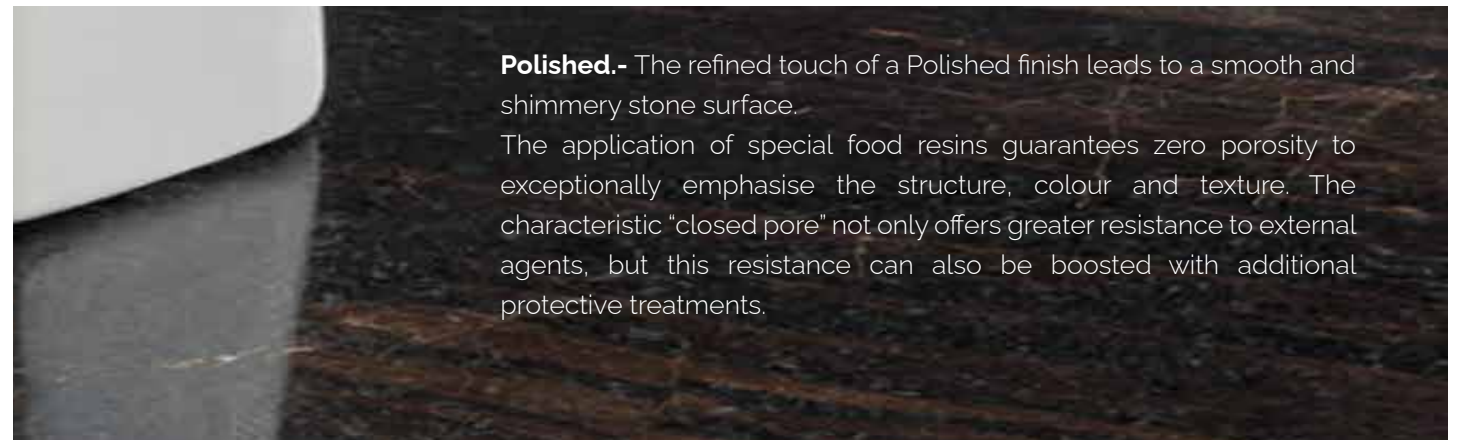 Polished.- The refined touch of a Polished finish leads to a smooth and
shimmery stone surface.
The application of special food resins guarantees zero porosity to
exceptionally emphasise the structure, colour and texture. The
characteristic “closed pore” not only offers greater resistance to external
agents, but this resistance can also be boosted with additional
protective treatments.